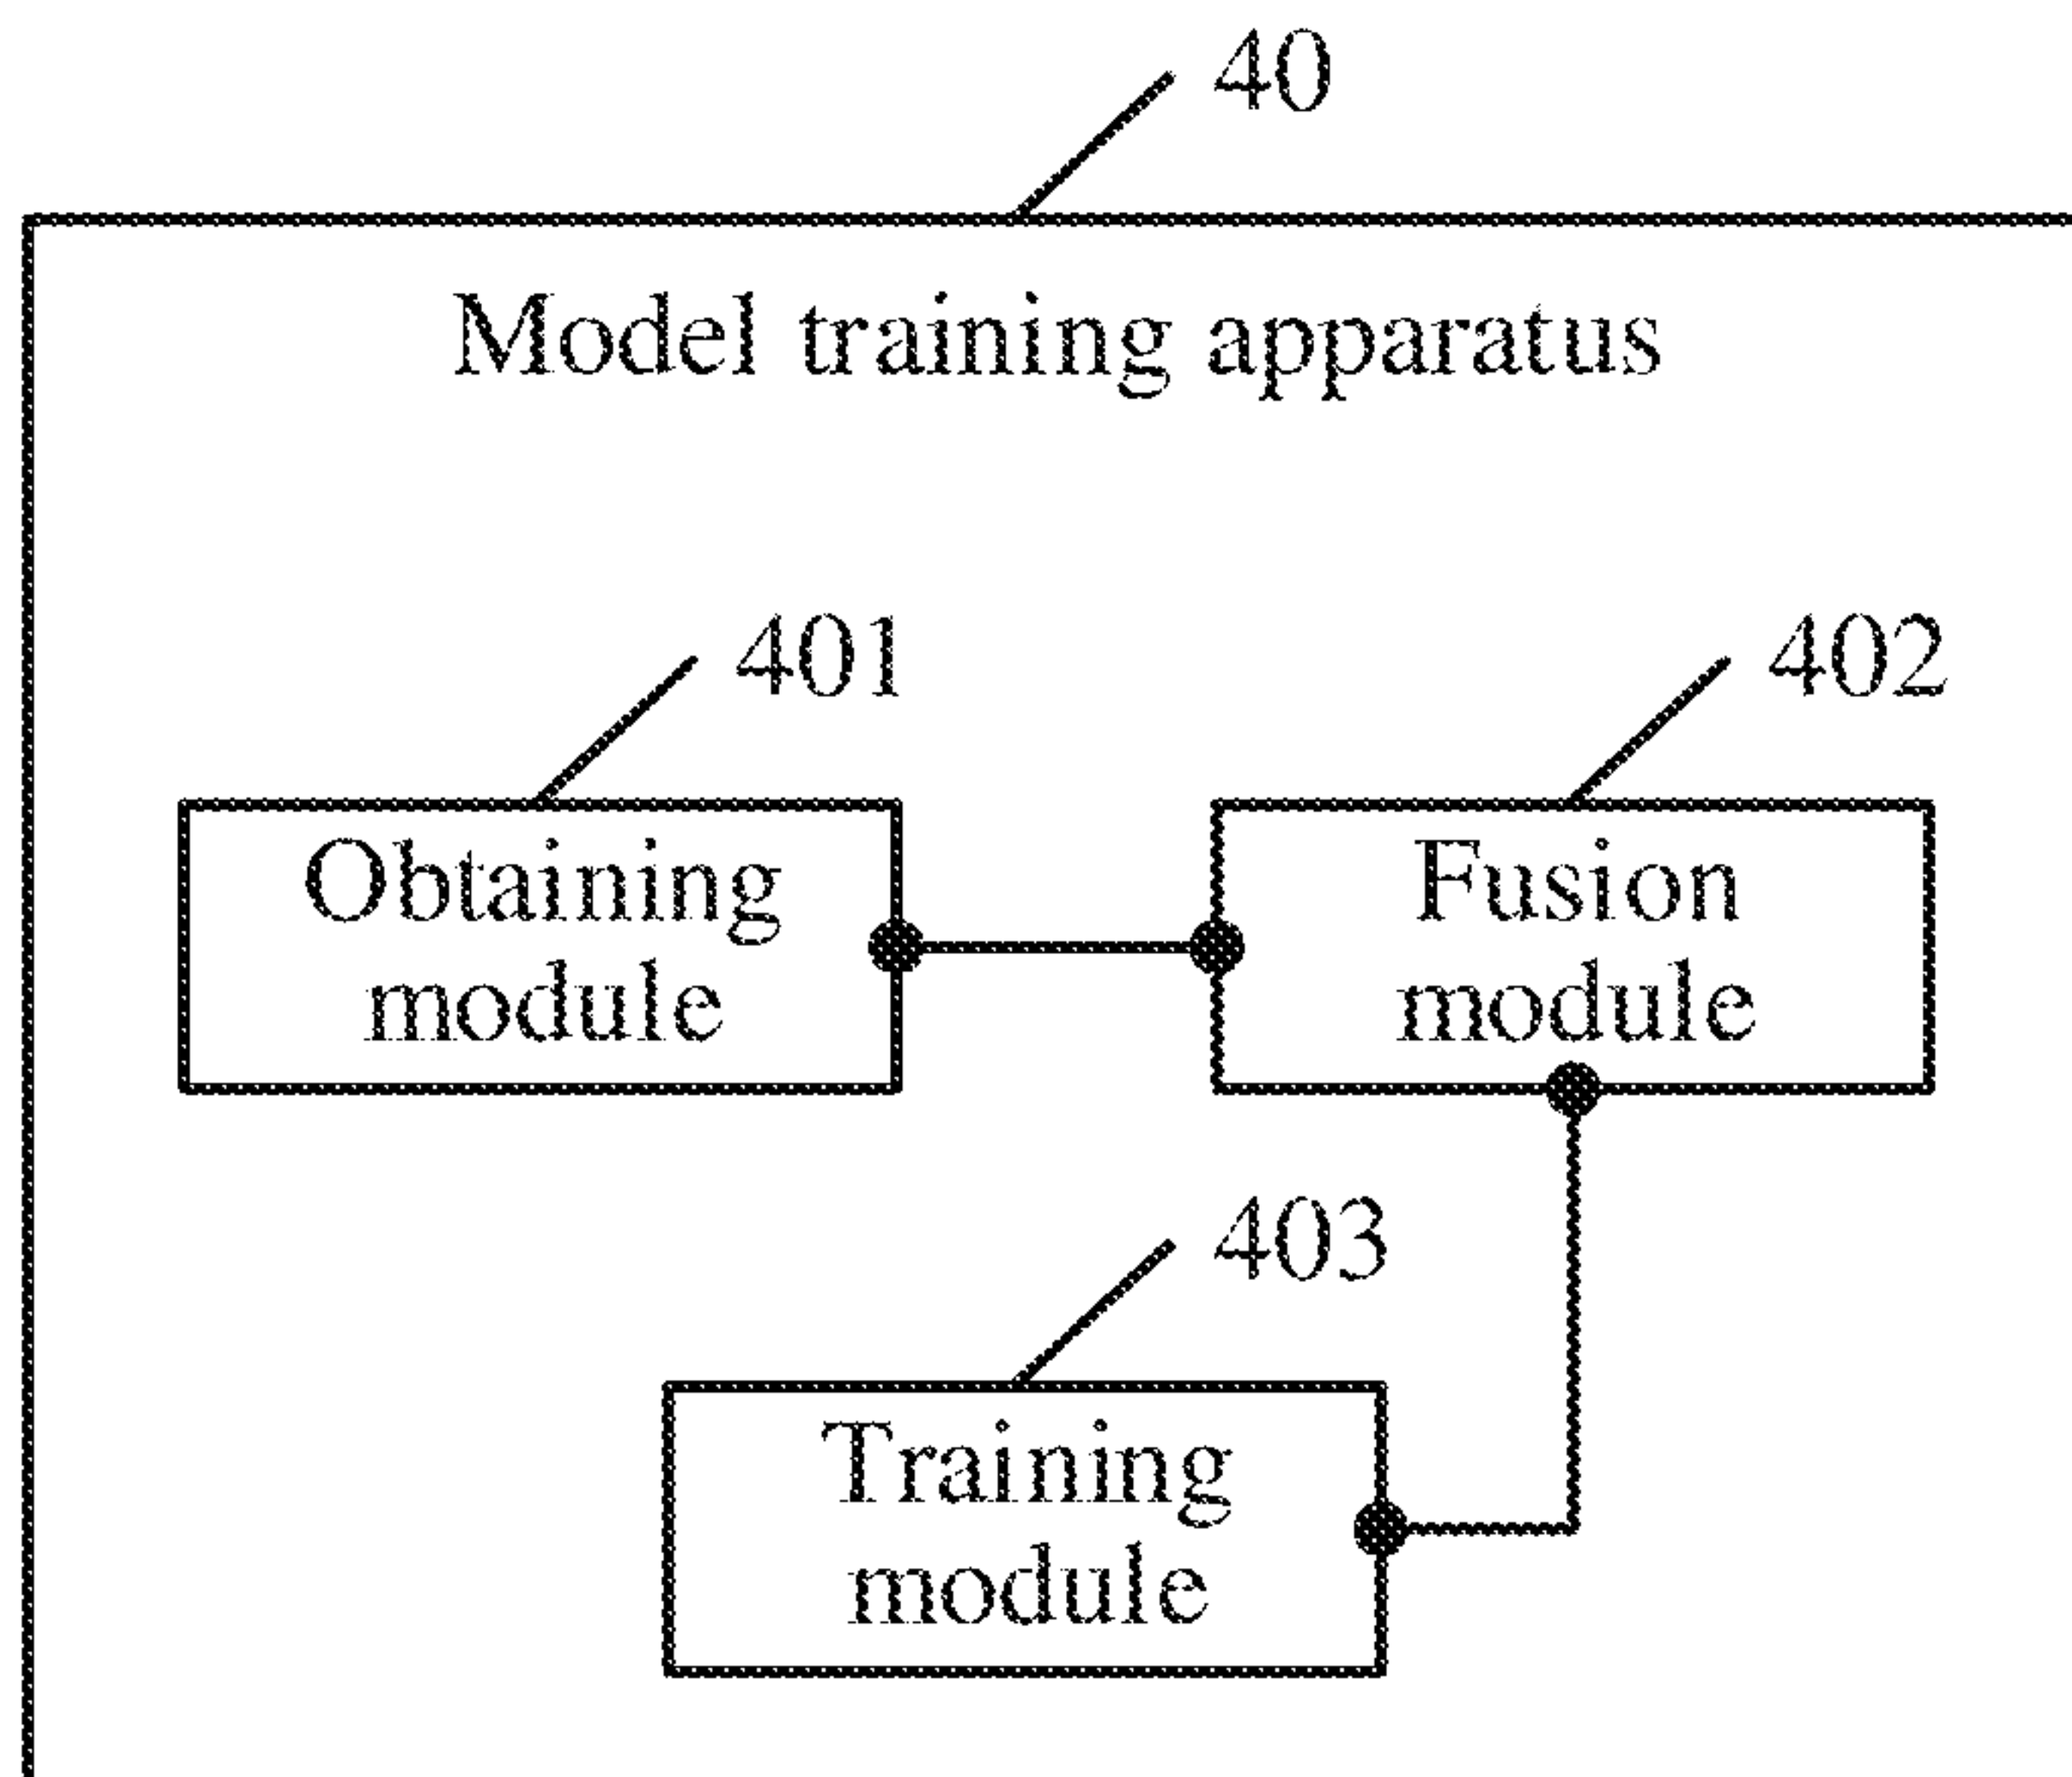 40
Model training apparatus
401
402
Obtaining
module
Fusion
module
403
Training
module